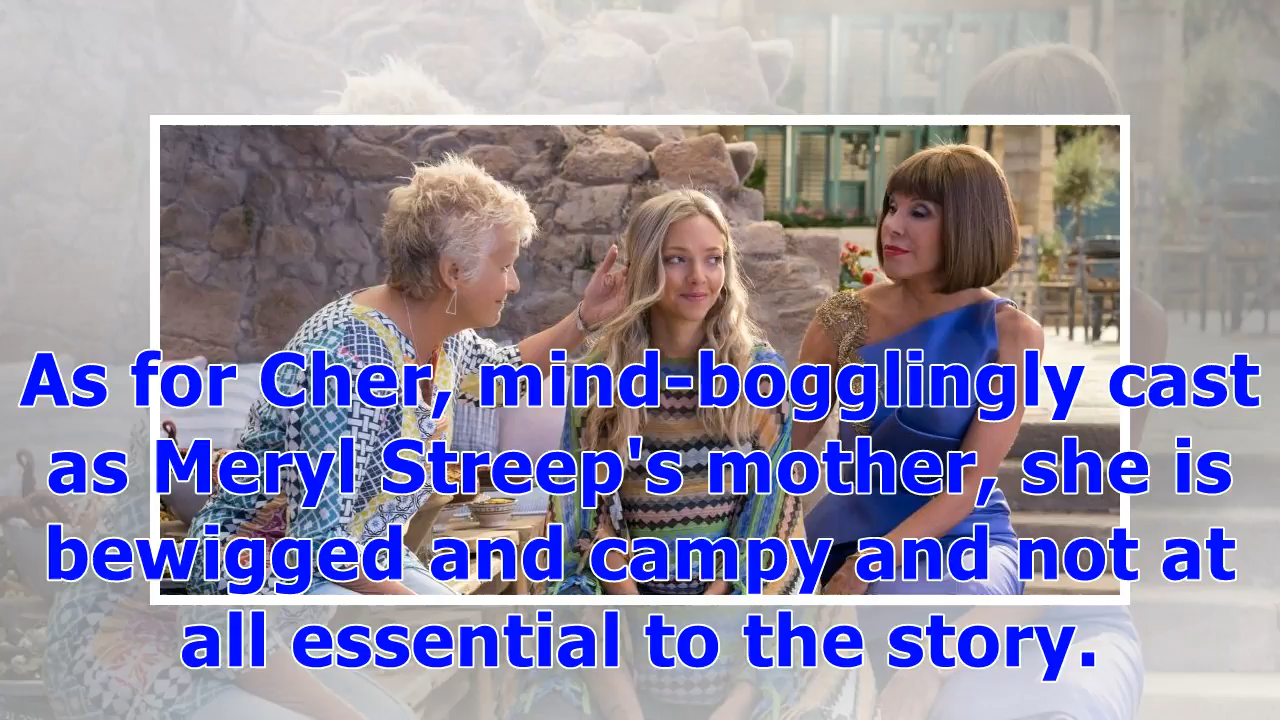 As for Cher, mind-bogglingly cast
as Meryl Streep's mother, she is
bewigged and campy and not at
all essential to the story.